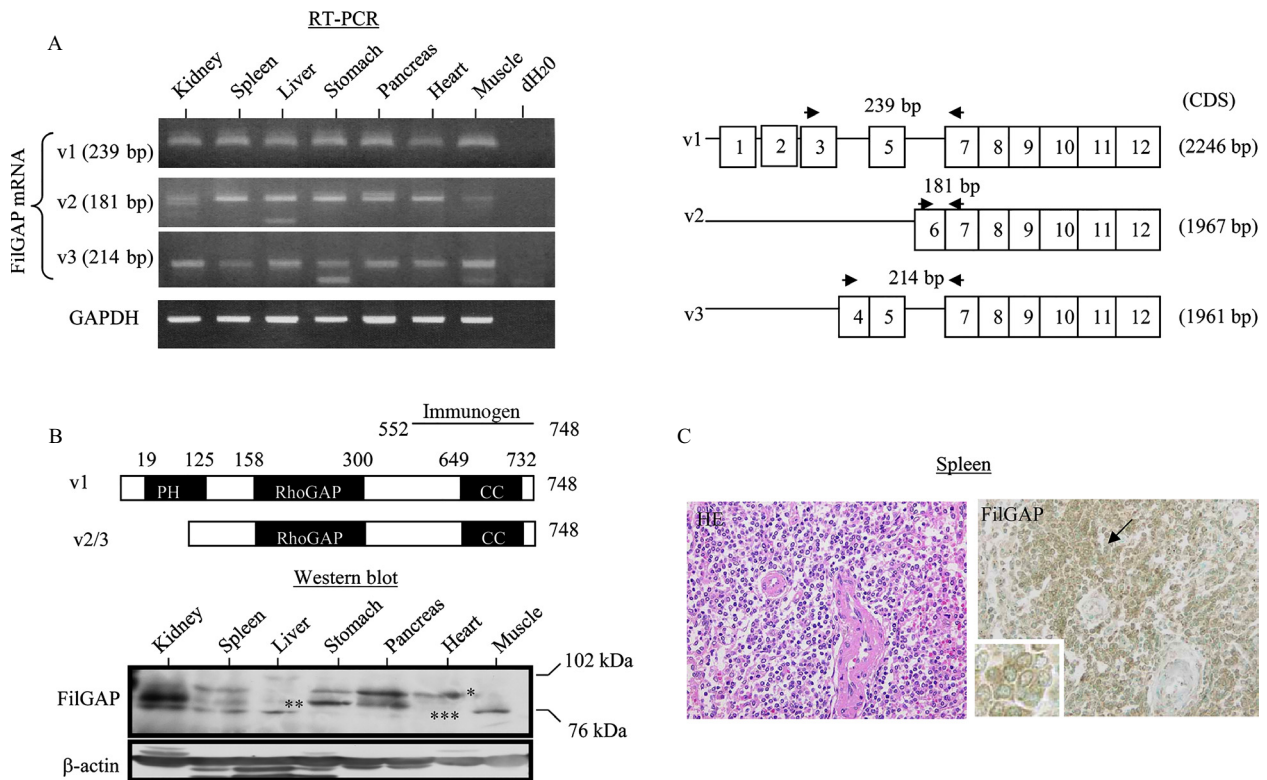 RT-PCR
A
Kidney Spleen Liver Stomach Pancreas Heart Muscle dH20
FilGAP mRNA
v1 (239 bp)
v2 (181 bp)
v3 (214 bp)
GAPDH
(CDS)
239 bp
v1 1 2 3 5 7 8 9 10 11 12 (2246 bp)
181 bp
v2 6 7 8 9 10 11 12 (1967 bp)
214 bp
v3 4 5 7 8 9 10 11 12 (1961 bp)
B
Immunogen
552 748
19 125 158 300 649 732
v1 PH RhoGAP CC 748
v2/3 RhoGAP CC 748
Western blot
Kidney Spleen Liver Stomach Pancreas Heart Muscle
102 kDa
FilGAP
*
**
***
76 kDa
β-actin
C
Spleen
HE
FilGAP